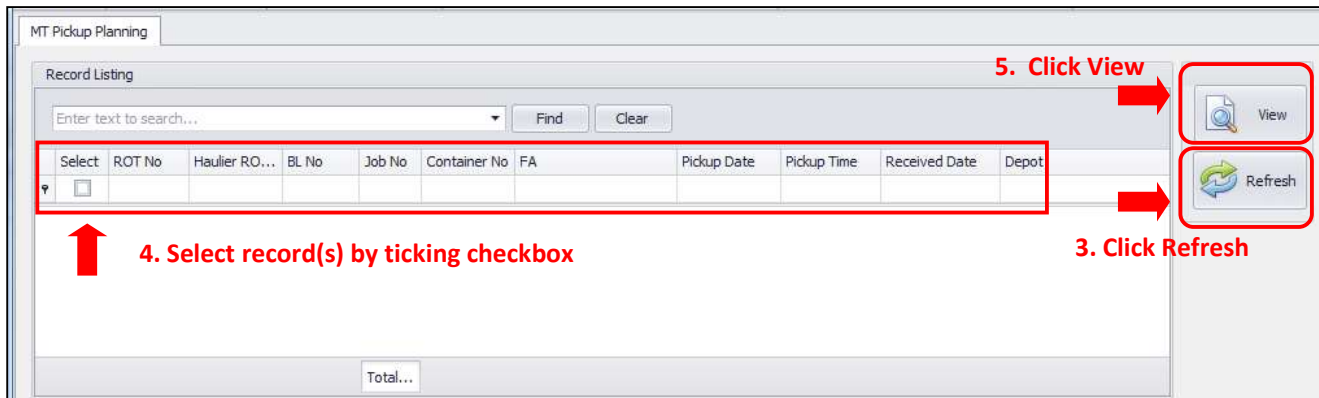 MT Pickup Planning
Record Listing
5. Click View
Enter text to search...
Find
Clear
View
Select ROT No Haulier RO... BL No Job No Container No FA Pickup Date Pickup Time Received Date Depot
Refresh
4. Select record(s) by ticking checkbox
3. Click Refresh
Total...